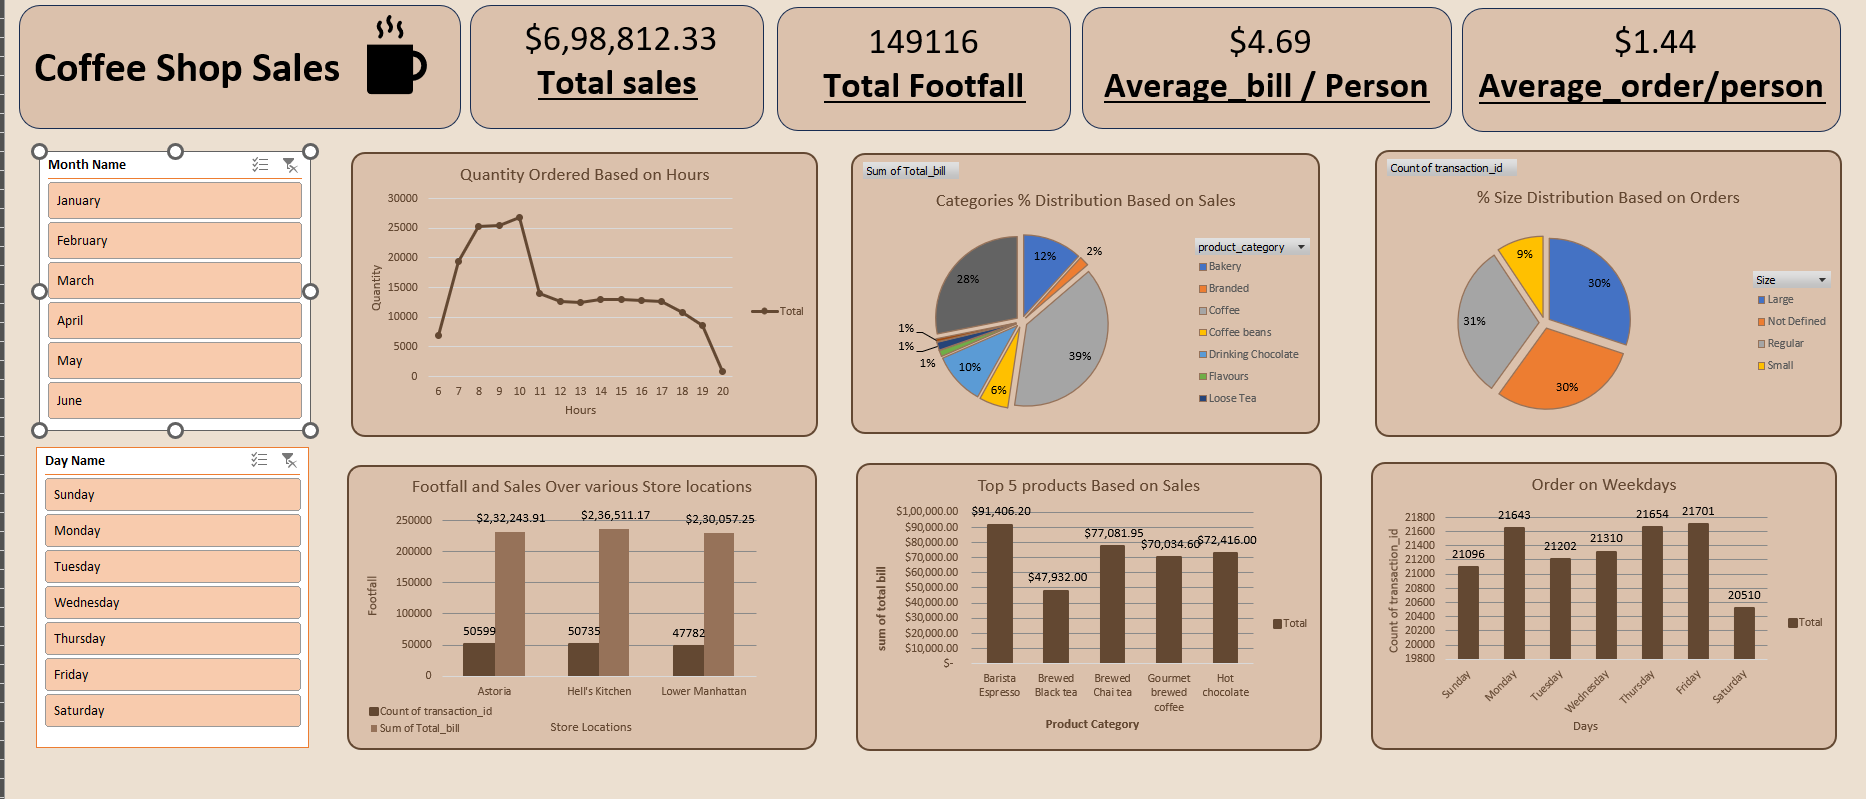 Coffee Shop Sales
$6,98,812.33
Total sales
149116
Total Footfall
$4.69
Average_bill / Person
$1.44
Average_order/person
Month Name
January
February
March
April
May
June
Day Name
Sunday
Monday
Tuesday
Wednesday
Thursday
Friday
Saturday
Quantity Ordered Based on Hours
30000
25000
20000
15000
10000
5000
0
Quantity
6 7 8 9 10 11 12 13 14 15 16 17 18 19 20
Hours
Total
Sum of Total_bill
Categories % Distribution Based on Sales
12%
2%
39%
6%
10%
1%
1%
1%
28%
product_category
Bakery
Branded
Coffee
Coffee beans
Drinking Chocolate
Flavours
Loose Tea
Count of transaction_id
% Size Distribution Based on Orders
30%
30%
31%
9%
Size
Large
Not Defined
Regular
Small
Footfall and Sales Over various Store locations
250000
200000
150000
100000
50000
0
Footfall
$2,32,243.91
$2,36,511.17
$2,30,057.25
50599
50735
47782
Astoria
Hell's Kitchen
Lower Manhattan
Count of transaction_id
Sum of Total_bill
Store Locations
Top 5 products Based on Sales
$1,00,000.00
$90,000.00
$80,000.00
$70,000.00
$60,000.00
$50,000.00
$40,000.00
$30,000.00
$20,000.00
$10,000.00
$-
sum of total bill
$91,406.20
$47,932.00
$77,081.95
$70,034.60
$72,416.00
Barista
Espresso
Brewed
Black tea
Brewed
Chai tea
Gourmet
brewed
coffee
Hot
chocolate
Product Category
Total
Order on Weekdays
21800
21600
21400
21200
21000
20800
20600
20400
20200
20000
19800
Count of transaction_id
21096
21643
21202
21310
21654
21701
20510
Sunday
Monday
Tuesday
Wednesday
Thursday
Friday
Saturday
Days
Total